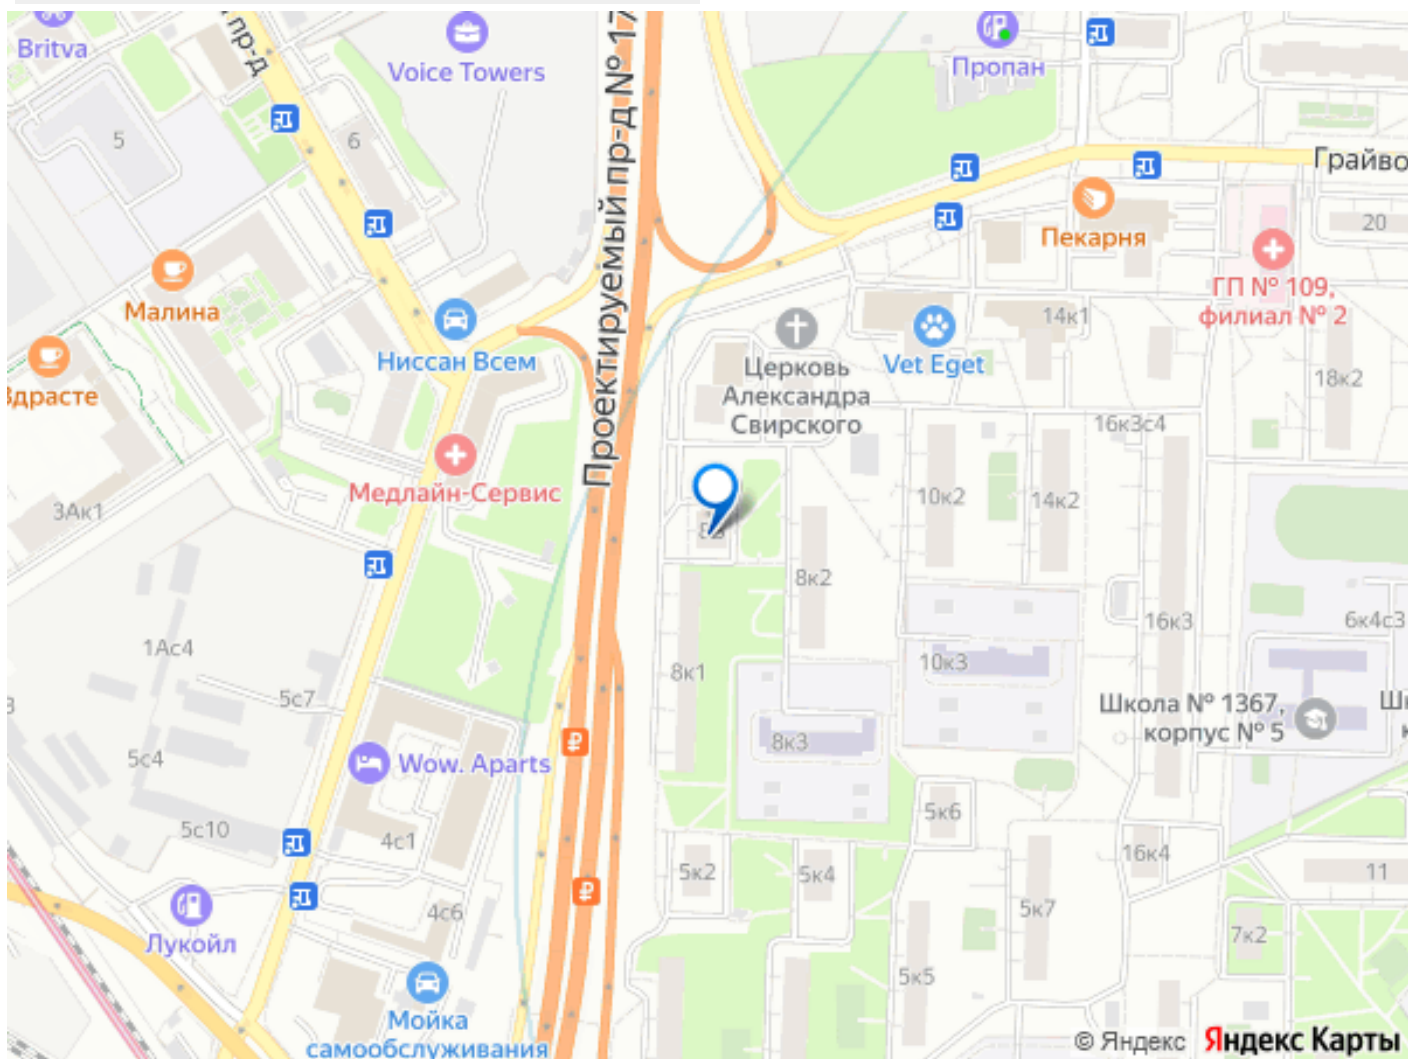 Britva
пр-д
Voice Towers
Проектируемый пр-д № 17
Пропан
5
6
Грайво
Пекарня
20
ГП № 109,
филиал № 2
Малина
Ниссан Всем
14к1
Церковь
Александра
Свирского
Vet Eget
18к2
Здрасте
16к3с4
Медлайн-Сервис
3Ак1
10к2
14к2
8к2
1Ас4
16к3
6к4с3
8к1
10к3
5с7
Школа № 1367,
корпус № 5
8к3
5с4
Wow. Aparts
5с10
4с1
5к6
16к4
5к2
5к4
11
4с6
5к7
Лукойл
7к2
5к5
Мойка
самообслуживания
© Яндекс Яндекс Карты